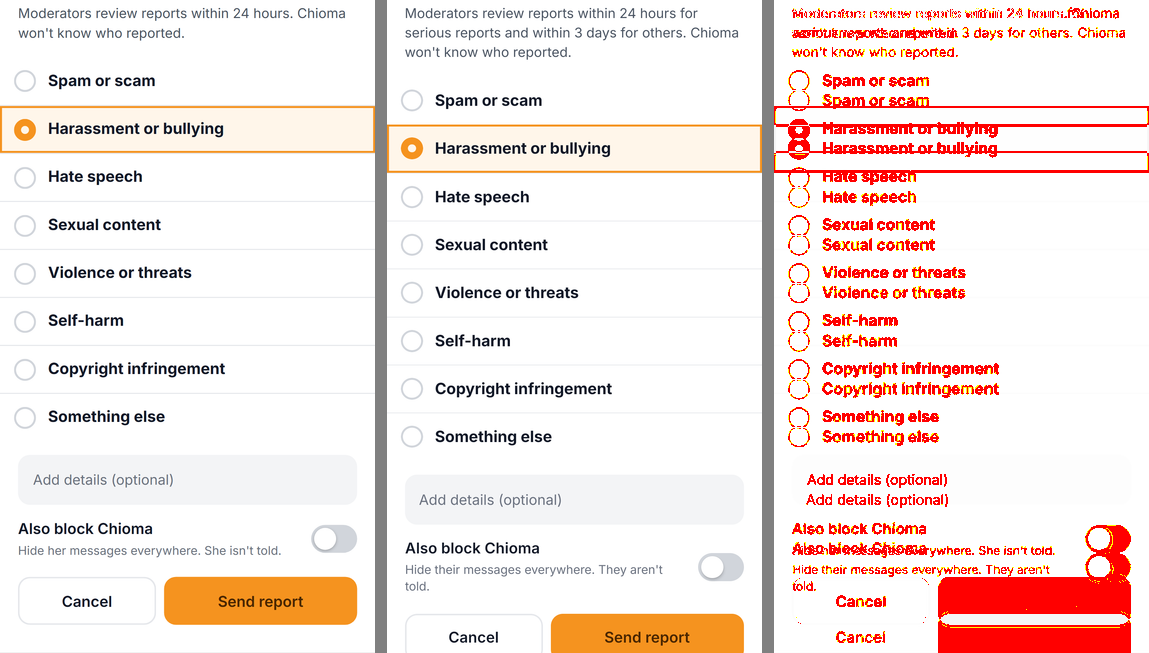 Moderators review reports within 24 hours. Chioma
won't know who reported.
Spam or scam
Harassment or bullying
Hate speech
Sexual content
Violence or threats
Self-harm
Copyright infringement
Something else
Add details (optional)
Also block Chioma
Hide her messages everywhere. She isn't told.
Cancel
Send report
Moderators review reports within 24 hours for
serious reports and within 3 days for others. Chioma
won't know who reported.
Spam or scam
Harassment or bullying
Hate speech
Sexual content
Violence or threats
Self-harm
Copyright infringement
Something else
Add details (optional)
Also block Chioma
Hide their messages everywhere. They aren't
told.
Cancel
Send report
won't know who reported.
Spam or scam
Spam or scam
Harassment or bullying
Harassment or bullying
Hate speech
Hate speech
Sexual content
Sexual content
Violence or threats
Violence or threats
Self-harm
Self-harm
Copyright infringement
Copyright infringement
Something else
Something else
Add details (optional)
Add details (optional)
Also block Chioma
Also block Chioma
Hide their messages everywhere. They aren't
told.
Cancel
Cancel